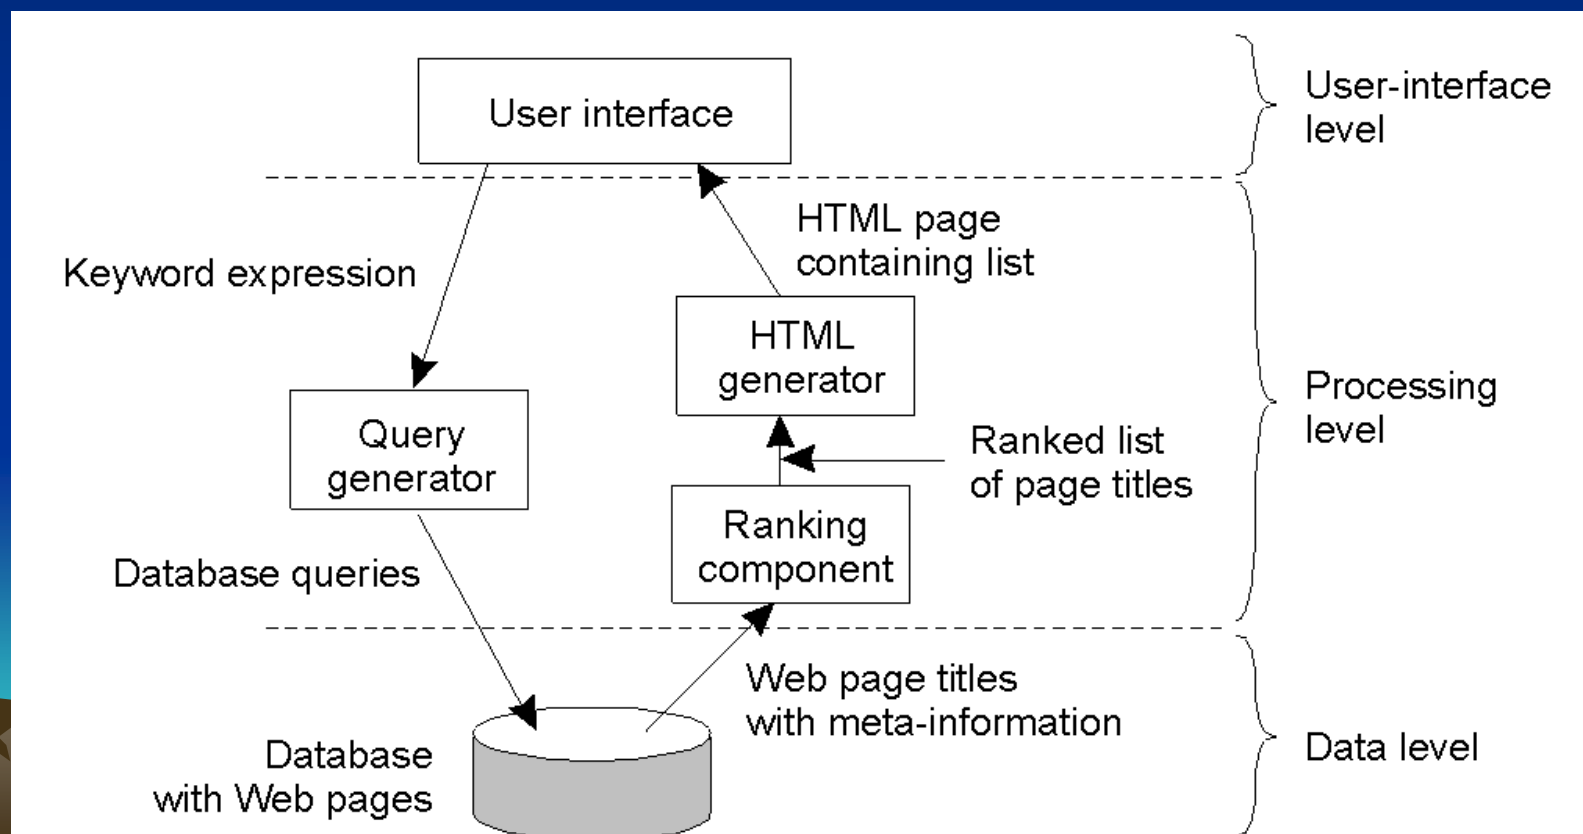 User interface
User-interface
level
Keyword expression
HTML page
containing list
HTML
generator
Processing
level
Query
generator
Ranked list
of page titles
Ranking
component
Database queries
Web page titles
with meta-information
Database
with Web pages
Data level